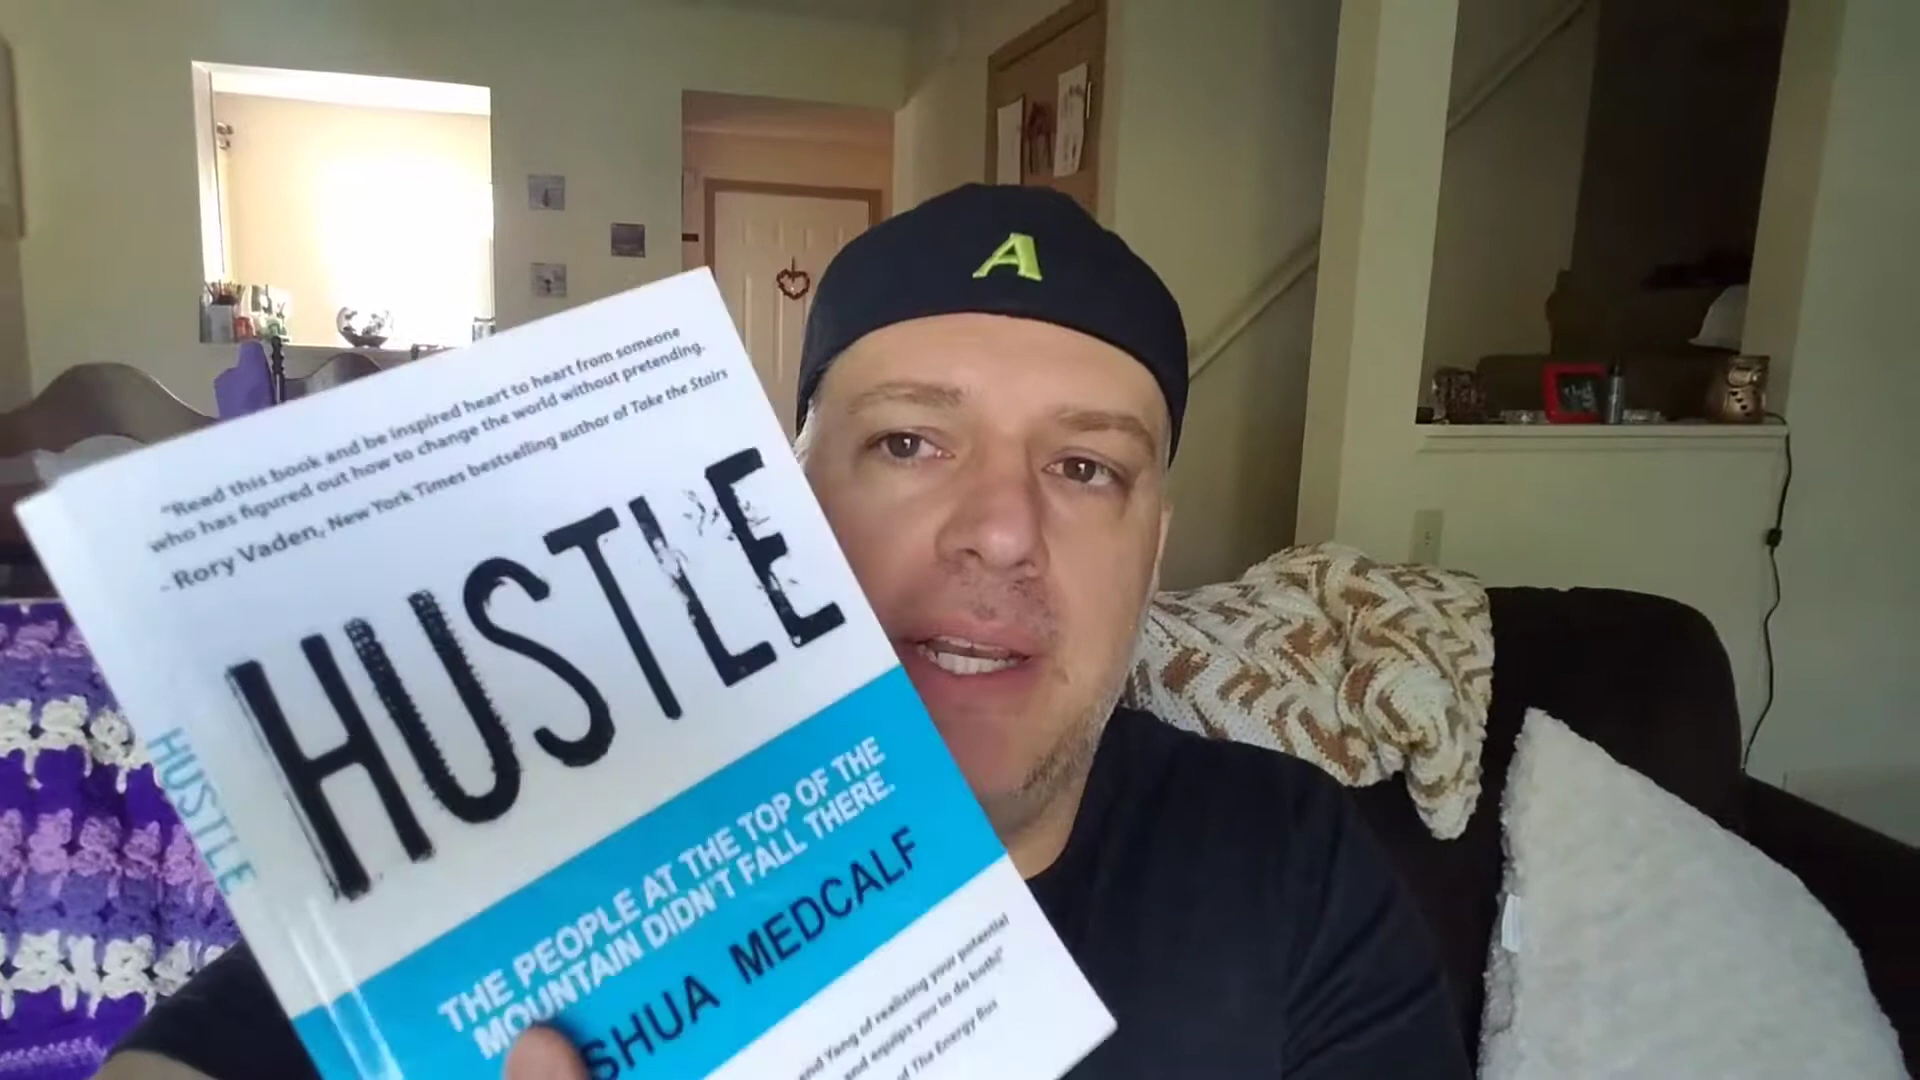 "Read this book and be inspired heart to heart from someone
who has figured out how to change the world without pretending.
- Rory Vaden, New York Times bestselling author of Take the Stairs
HUSTLE
HUSTLE
THE PEOPLE AT THE TOP OF THE
MOUNTAIN DIDN'T FALL THERE.
SHUA MEDCALF
and Yang of realizing your potential
and equips you to do both!"
of The Energy Bus
A